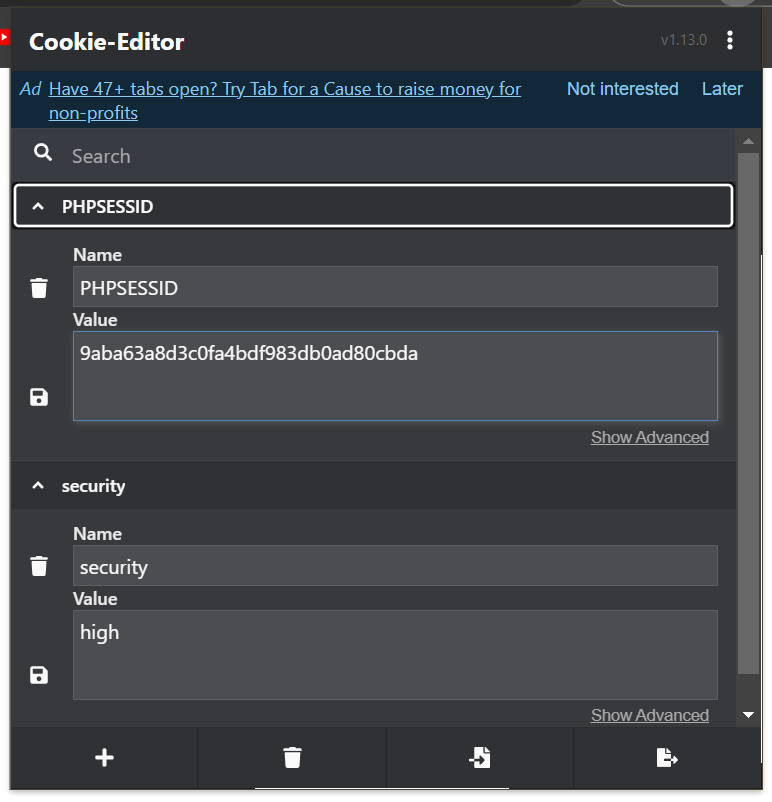 Cookie-Editor
v1.13.0
Ad Have 47+ tabs open? Try Tab for a Cause to raise money for
non-profits
Not interested Later
Search
PHPSESSID
Name
PHPSESSID
Value
9aba63a8d3c0fa4bdf983db0ad80cbda
Show Advanced
security
Name
security
Value
high
Show Advanced